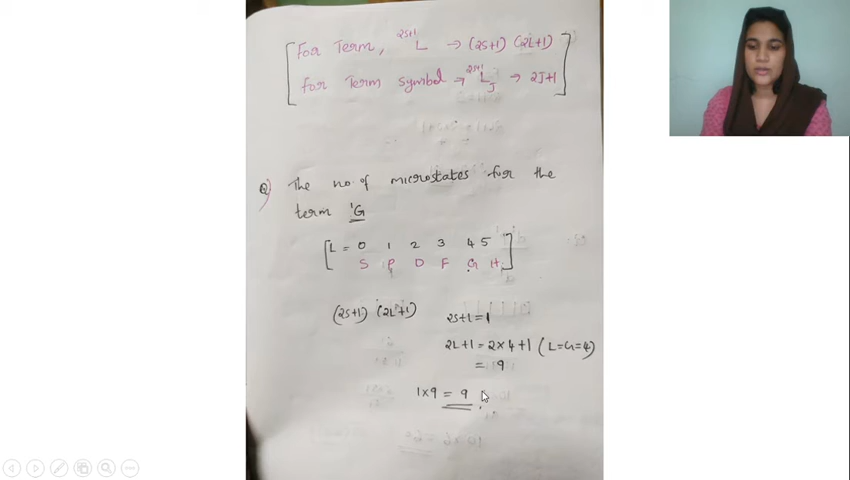 For Term, ²ˢ⁺¹L → (2S+1) (2L+1)
for Term symbol → ²ˢ⁺¹L_J → 2J+1
Q) The no of microstates for the
term ¹G
[L = 0 1 2 3 4 5]
S P D F G H
(2S+1) (2L+1)
2S+1 = 1
2L+1 = 2×4+1 (L=G=4)
= 9
1×9 = 9